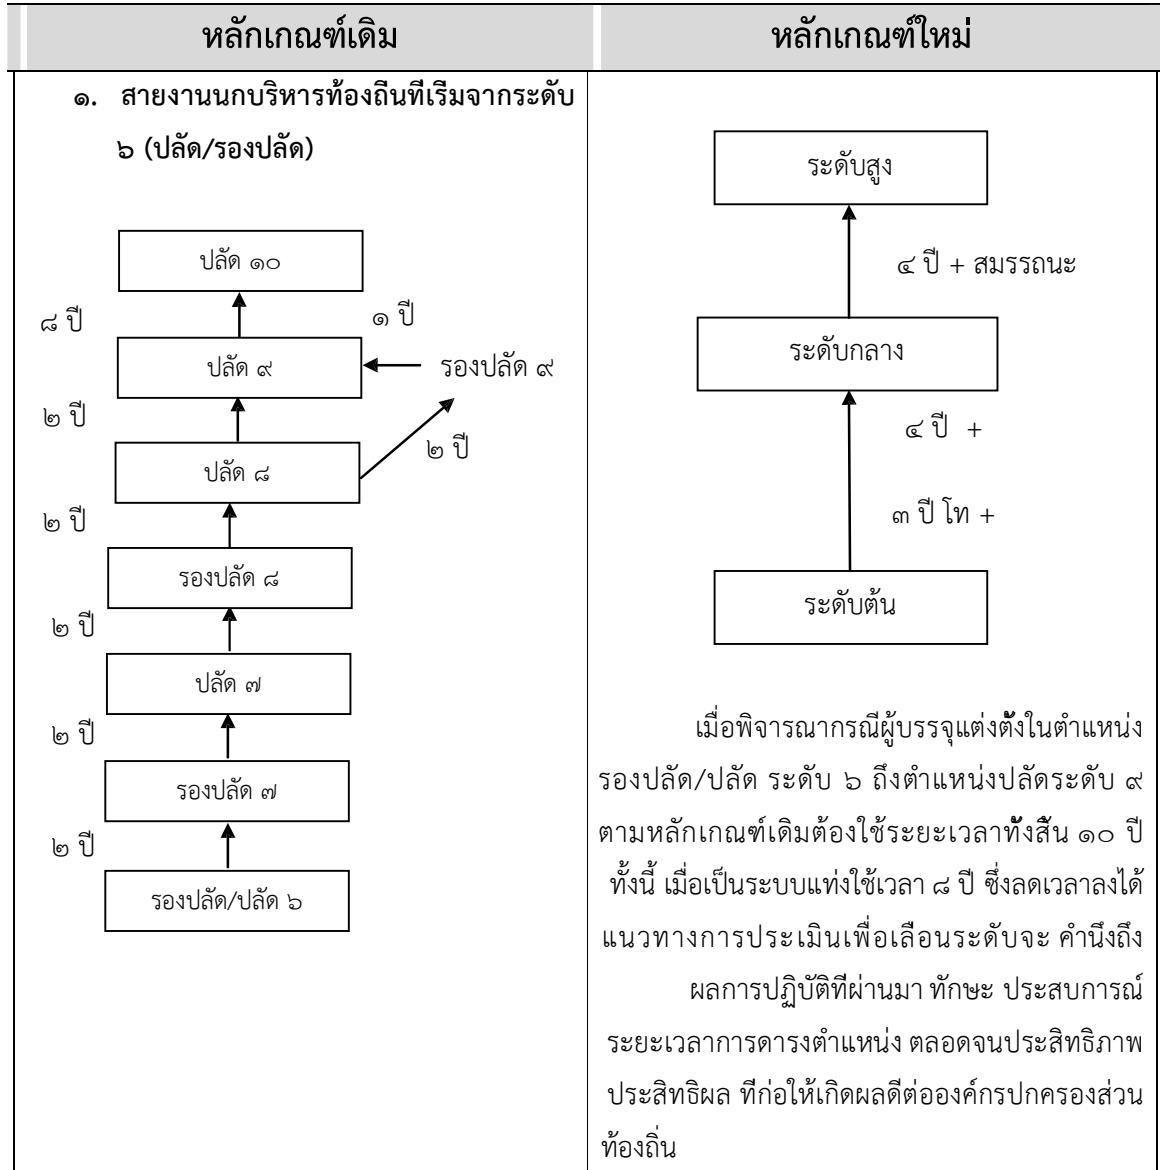 หลักเกณฑ์เดิม
หลักเกณฑ์ใหม่
๑. สายงานนกบริหารท้องถีนทีเรีมจากระดับ
๖ (ปลัด/รองปลัด)
ปลัด ๑๐
๘ ปี
๑ ปี
ปลัด ๙
รองปลัด ๙
๒ ปี
๒ ปี
ปลัด ๘
๒ ปี
รองปลัด ๘
๒ ปี
ปลัด ๗
๒ ปี
รองปลัด ๗
๒ ปี
รองปลัด/ปลัด ๖
ระดับสูง
๔ ปี + สมรรถนะ
ระดับกลาง
๔ ปี +
๓ ปี โท +
ระดับต้น
เมื่อพิจารณากรณีผู้บรรจุแต่งตั้งในตำแหน่ง
รองปลัด/ปลัด ระดับ ๖ ถึงตำแหน่งปลัดระดับ ๙
ตามหลักเกณฑ์เดิมต้องใช้ระยะเวลาทั้งสิ้น ๑๐ ปี
ทั้งนี้ เมื่อเป็นระบบแท่งใช้เวลา ๘ ปี ซึ่งลดเวลาลงได้
แนวทางการประเมินเพื่อเลือนระดับจะ คำนึงถึง
ผลการปฏิบัติทีผ่านมา ทักษะ ประสบการณ์
ระยะเวลาการดารงตำแหน่ง ตลอดจนประสิทธิภาพ
ประสิทธิผล ทีก่อให้เกิดผลดีต่อองค์กรปกครองส่วน
ท้องถิ่น